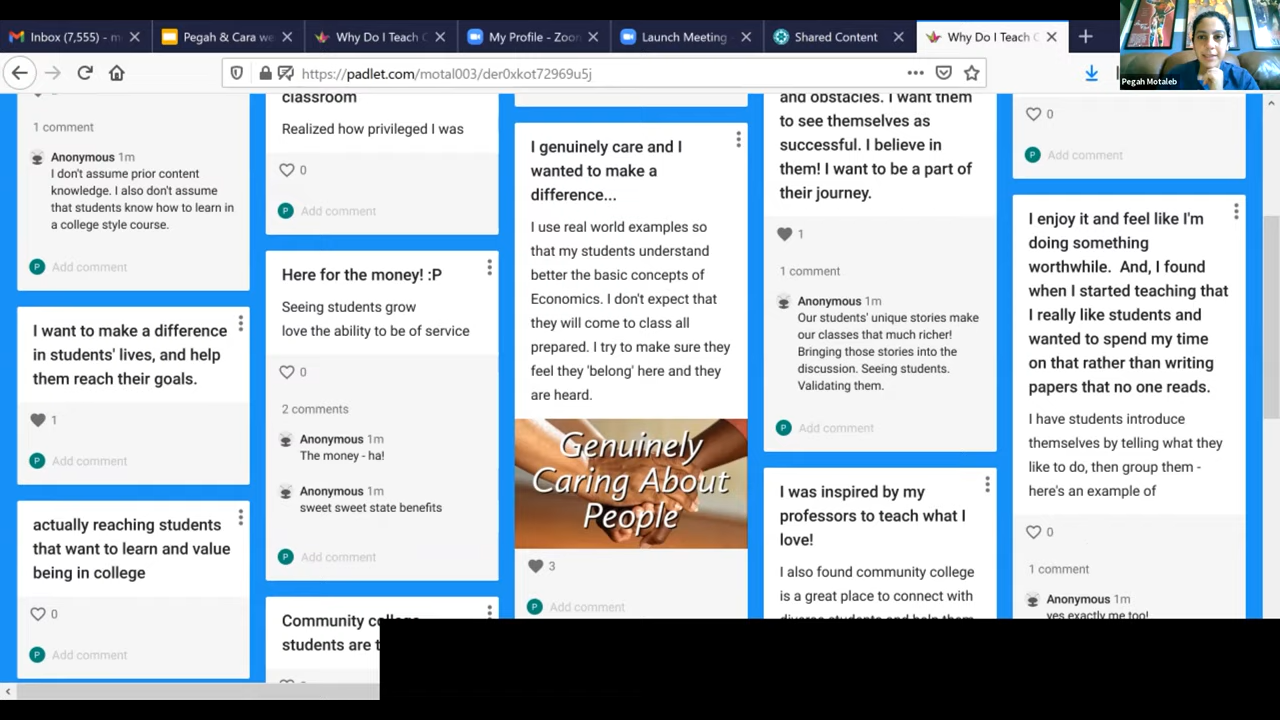 Inbox (7,555) - m
Pegah & Cara we
Why Do I Teach C
My Profile - Zoon
Launch Meeting -
Shared Content
Why Do I Teach C
https://padlet.com/motal003/der0xkot72969u5j
Pegah Motaleb
1 comment
Anonymous 1m
I don't assume prior content
knowledge. I also don't assume
that students know how to learn in
a college style course.
P Add comment
I want to make a difference
in students' lives, and help
them reach their goals.
1
P Add comment
actually reaching students
that want to learn and value
being in college
0
P Add comment
classroom
Realized how privileged I was
0
P Add comment
Here for the money! :P
Seeing students grow
love the ability to be of service
0
2 comments
Anonymous 1m
The money - ha!
Anonymous 1m
sweet sweet state benefits
P Add comment
Community college
students are t
I genuinely care and I
wanted to make a
difference...
I use real world examples so
that my students understand
better the basic concepts of
Economics. I don't expect that
they will come to class all
prepared. I try to make sure they
feel they 'belong' here and they
are heard.
Genuinely
Caring About
People
3
P Add comment
and obstacles. I want them
to see themselves as
successful. I believe in
them! I want to be a part of
their journey.
1
1 comment
Anonymous 1m
Our students' unique stories make
our classes that much richer!
Bringing those stories into the
discussion. Seeing students.
Validating them.
P Add comment
I was inspired by my
professors to teach what I
love!
I also found community college
is a great place to connect with
diverse students and help them
0
P Add comment
I enjoy it and feel like I'm
doing something
worthwhile. And, I found
when I started teaching that
I really like students and
wanted to spend my time
on that rather than writing
papers that no one reads.
I have students introduce
themselves by telling what they
like to do, then group them -
here's an example of
0
1 comment
Anonymous 1m
yes exactly me too!